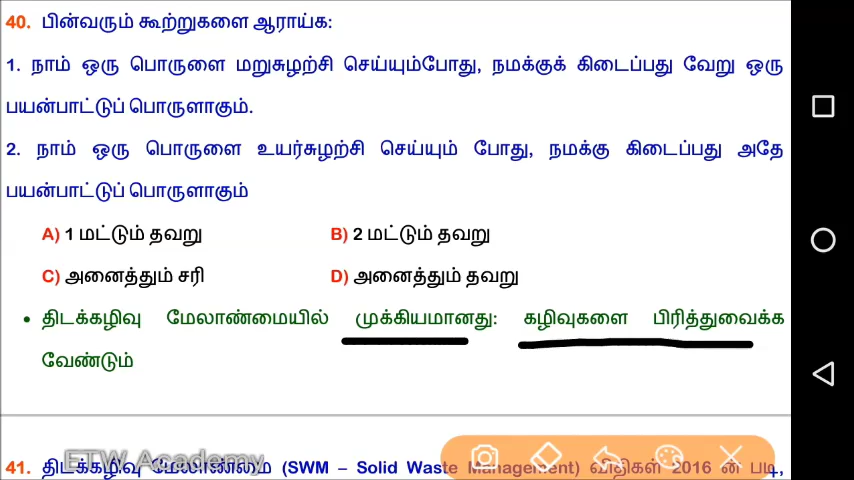 40. பின்வரும் கூற்றுகளை ஆராய்க:
1. நாம் ஒரு பொருளை மறுசுழற்சி செய்யும்போது, நமக்குக் கிடைப்பது வேறு ஒரு
பயன்பாட்டுப் பொருளாகும்.
2. நாம் ஒரு பொருளை உயர்சுழற்சி செய்யும் போது, நமக்கு கிடைப்பது அதே
பயன்பாட்டுப் பொருளாகும்
A) 1 மட்டும் தவறு B) 2 மட்டும் தவறு
C) அனைத்தும் சரி D) அனைத்தும் தவறு
• திடக்கழிவு மேலாண்மையில் முக்கியமானது: கழிவுகளை பிரித்துவைக்க
வேண்டும்
ETW Academy
41. திடக்கழிவு மேலாண்மை (SWM – Solid Waste Management) விதிகள் 2016 ன் படி,